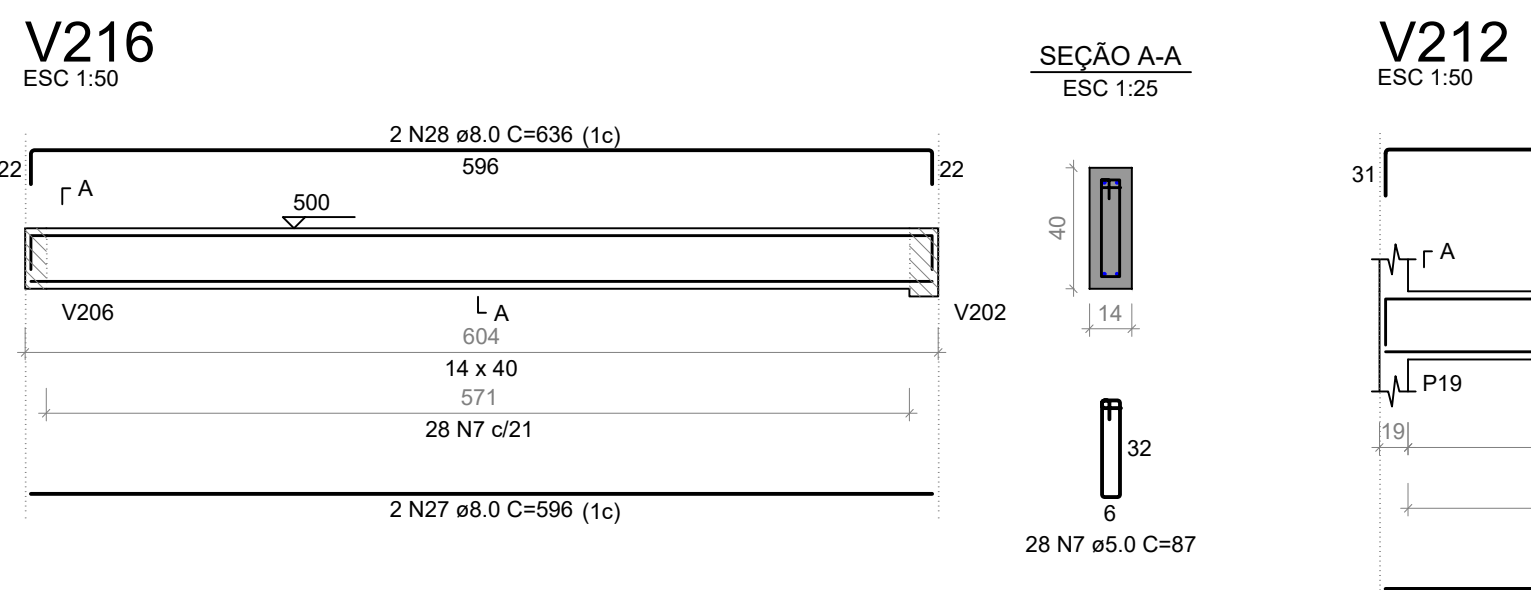 V216
ESC 1:50
2 N28 ø8.0 C=636 (1c)
596
22
22
A
500
V206
A
V202
604
14 x 40
571
28 N7 c/21
2 N27 ø8.0 C=596 (1c)
SEÇÃO A-A
ESC 1:25
40
14
32
6
28 N7 ø5.0 C=87
V212
ESC 1:50
31
A
P19
19